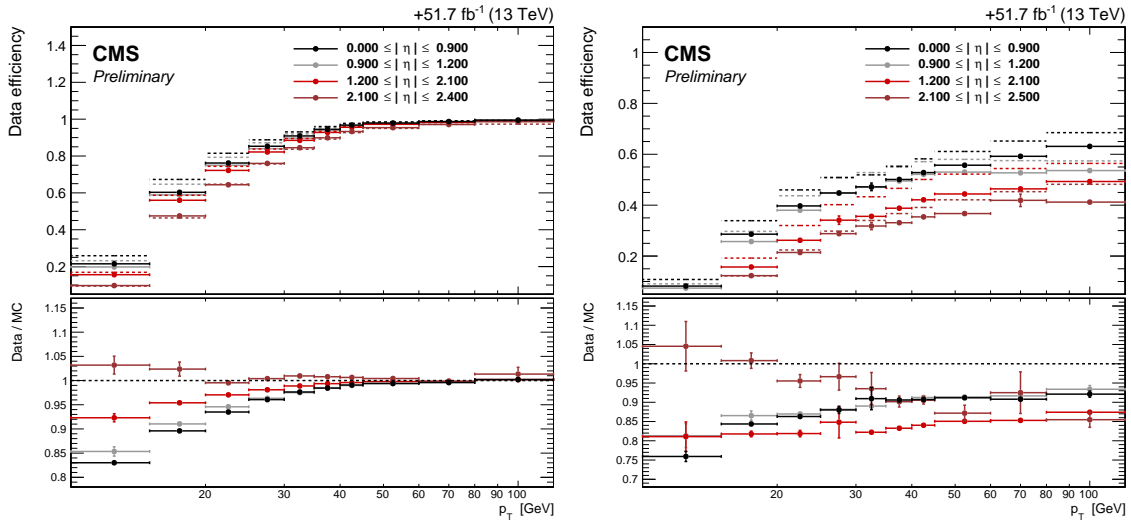 +51.7 fb⁻¹ (13 TeV)
CMS
Preliminary
0.000 ≤| η | ≤ 0.900
0.900 ≤| η | ≤ 1.200
1.200 ≤| η | ≤ 2.100
2.100 ≤| η | ≤ 2.400
Data efficiency
1.4
1.2
1
0.8
0.6
0.4
0.2
Data / MC
1.15
1.1
1.05
1
0.95
0.9
0.85
0.8
20 30 40 50 60 70 80 100
p_T [GeV]
+51.7 fb⁻¹ (13 TeV)
CMS
Preliminary
0.000 ≤| η | ≤ 0.900
0.900 ≤| η | ≤ 1.200
1.200 ≤| η | ≤ 2.100
2.100 ≤| η | ≤ 2.500
Data efficiency
1
0.8
0.6
0.4
0.2
Data / MC
1.15
1.1
1.05
1
0.95
0.9
0.85
0.8
0.75
0.7
20 30 40 50 60 70 80 100
p_T [GeV]